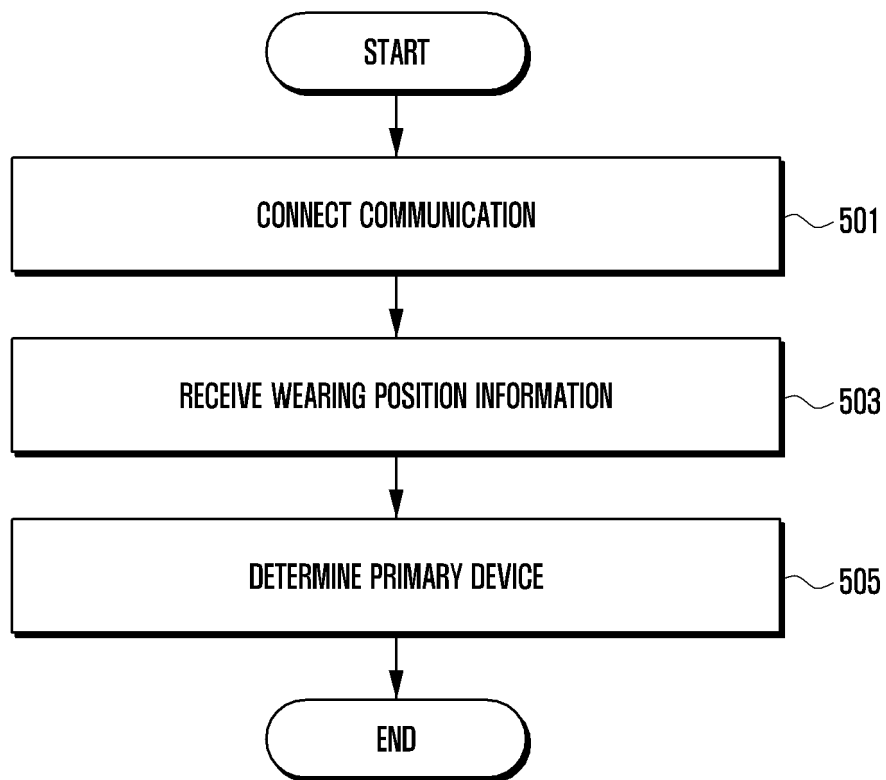 START
CONNECT COMMUNICATION
501
RECEIVE WEARING POSITION INFORMATION
503
DETERMINE PRIMARY DEVICE
505
END